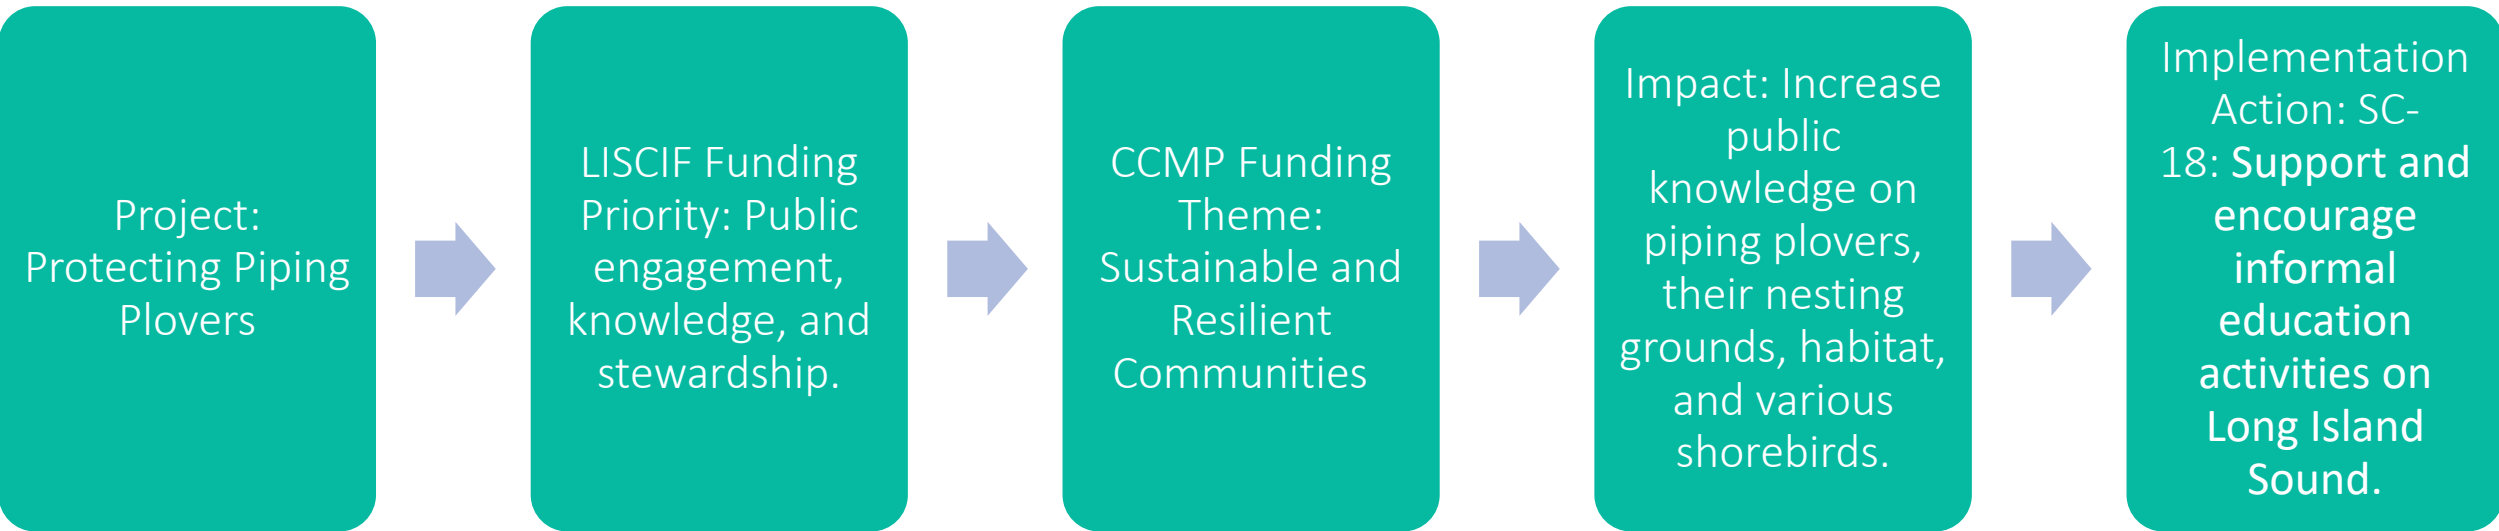 Project:
Protecting Piping
Plovers
LISCIF Funding
Priority: Public
engagement,
knowledge, and
stewardship.
CCMP Funding
Theme:
Sustainable and
Resilient
Communities
Impact: Increase
public
knowledge on
piping plovers,
their nesting
grounds, habitat,
and various
shorebirds.
Implementation
Action: SC-
18: Support and
encourage
informal
education
activities on
Long Island
Sound.